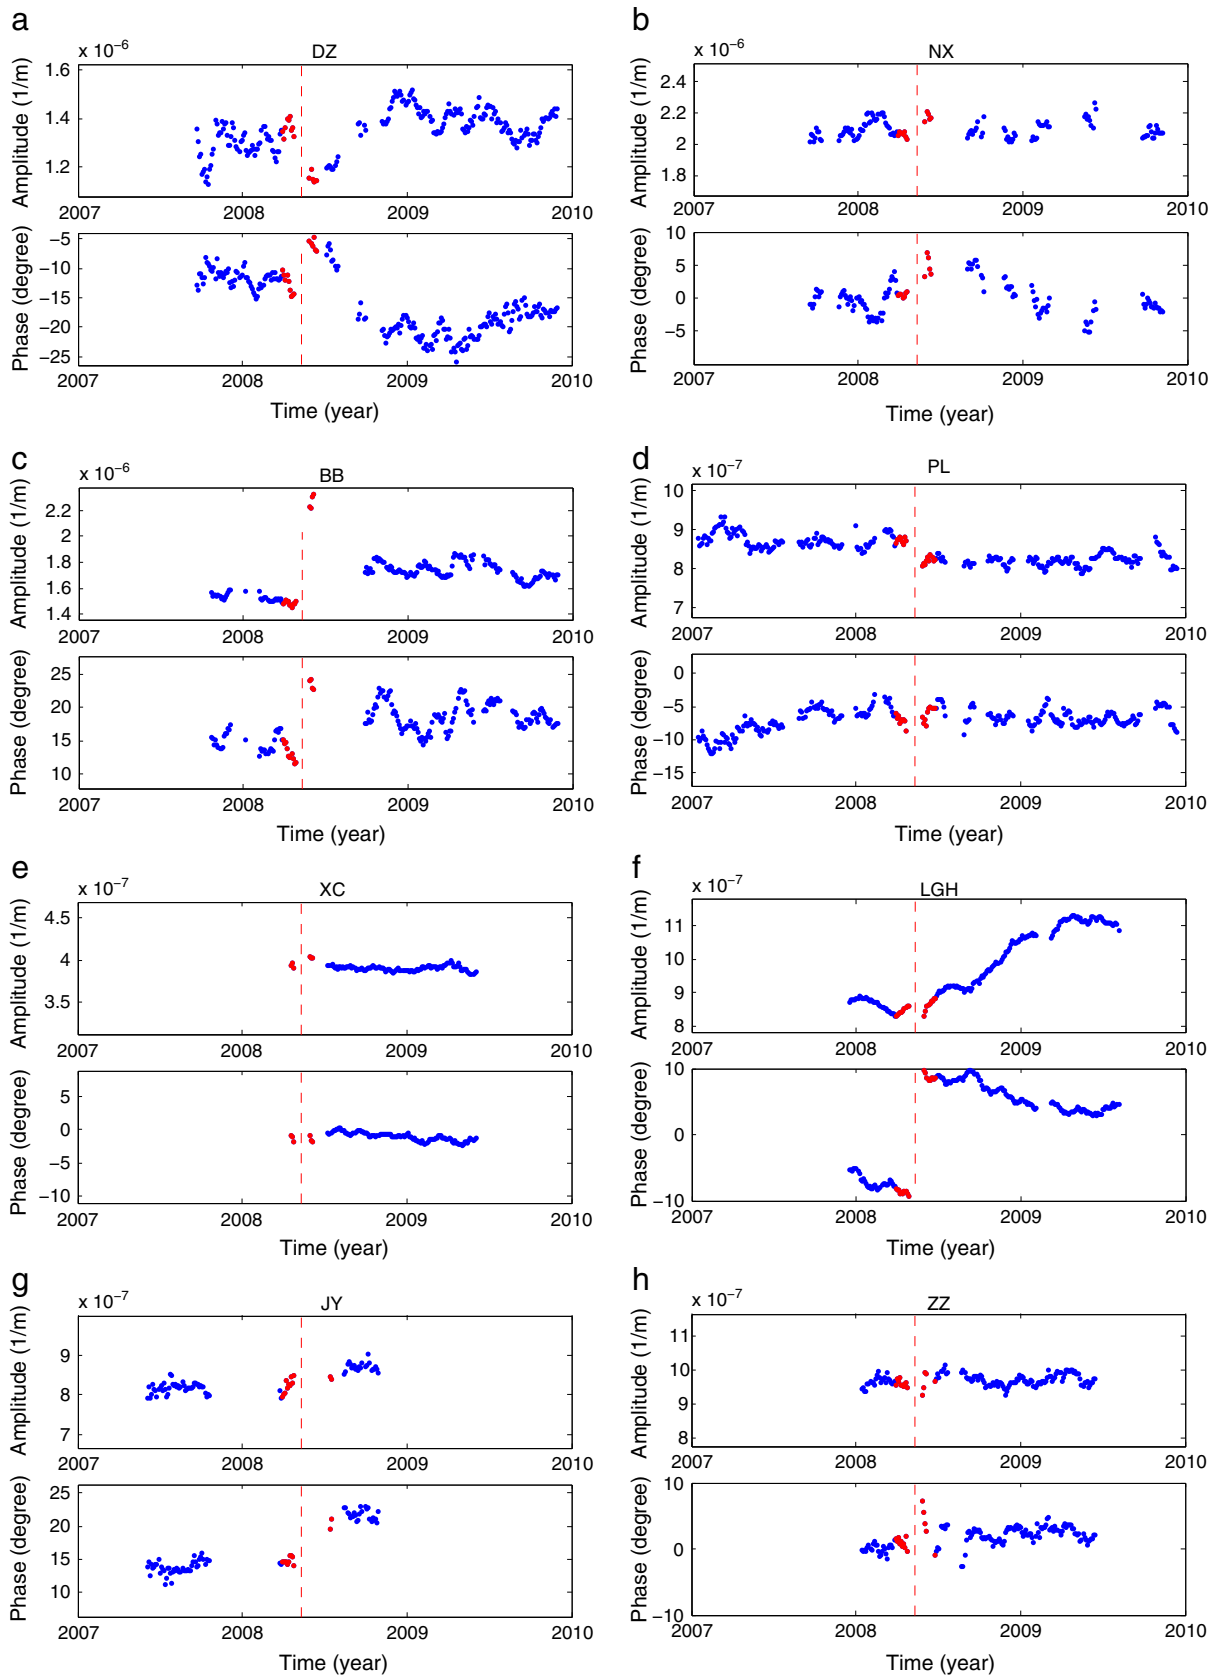 a
x 10⁻⁶
DZ
Amplitude (1/m)
1.6
1.4
1.2
2007 2008 2009 2010
Phase (degree)
−5
−10
−15
−20
−25
2007 2008 2009 2010
Time (year)
b
x 10⁻⁶
NX
Amplitude (1/m)
2.4
2.2
2
1.8
2007 2008 2009 2010
Phase (degree)
10
5
0
−5
2007 2008 2009 2010
Time (year)
c
x 10⁻⁶
BB
Amplitude (1/m)
2.2
1.8
1.6
1.4
2007 2008 2009 2010
Phase (degree)
25
20
15
10
2007 2008 2009 2010
Time (year)
d
x 10⁻⁷
PL
Amplitude (1/m)
10
9
8
7
2007 2008 2009 2010
Phase (degree)
0
−5
−10
−15
2007 2008 2009 2010
Time (year)
e
x 10⁻⁷
XC
Amplitude (1/m)
4.5
4
3.5
2007 2008 2009 2010
Phase (degree)
5
0
−5
−10
2007 2008 2009 2010
Time (year)
f
x 10⁻⁷
LGH
Amplitude (1/m)
11
10
9
8
2007 2008 2009 2010
Phase (degree)
10
0
−10
2007 2008 2009 2010
Time (year)
g
x 10⁻⁷
JY
Amplitude (1/m)
9
8
7
2007 2008 2009 2010
Phase (degree)
25
20
15
10
2007 2008 2009 2010
Time (year)
h
x 10⁻⁷
ZZ
Amplitude (1/m)
11
10
9
8
2007 2008 2009 2010
Phase (degree)
10
0
−10
2007 2008 2009 2010
Time (year)